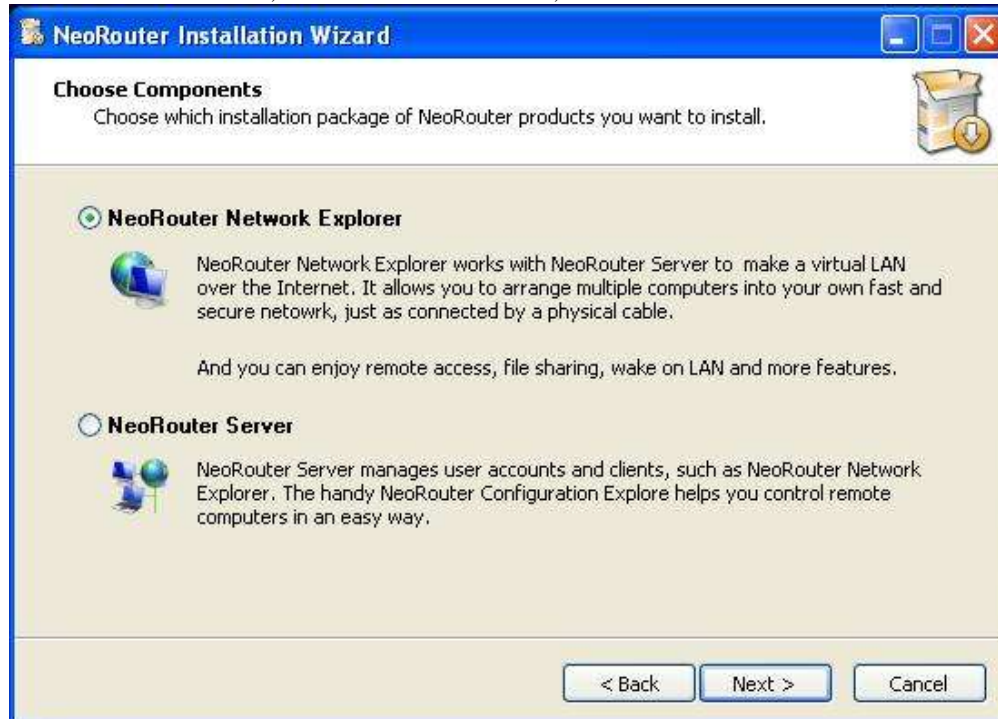 NeoRouter Installation Wizard
Choose Components
Choose which installation package of NeoRouter products you want to install.
NeoRouter Network Explorer
NeoRouter Network Explorer works with NeoRouter Server to make a virtual LAN
over the Internet. It allows you to arrange multiple computers into your own fast and
secure netowrk, just as connected by a physical cable.
And you can enjoy remote access, file sharing, wake on LAN and more features.
NeoRouter Server
NeoRouter Server manages user accounts and clients, such as NeoRouter Network
Explorer. The handy NeoRouter Configuration Explore helps you control remote
computers in an easy way.
< Back Next > Cancel